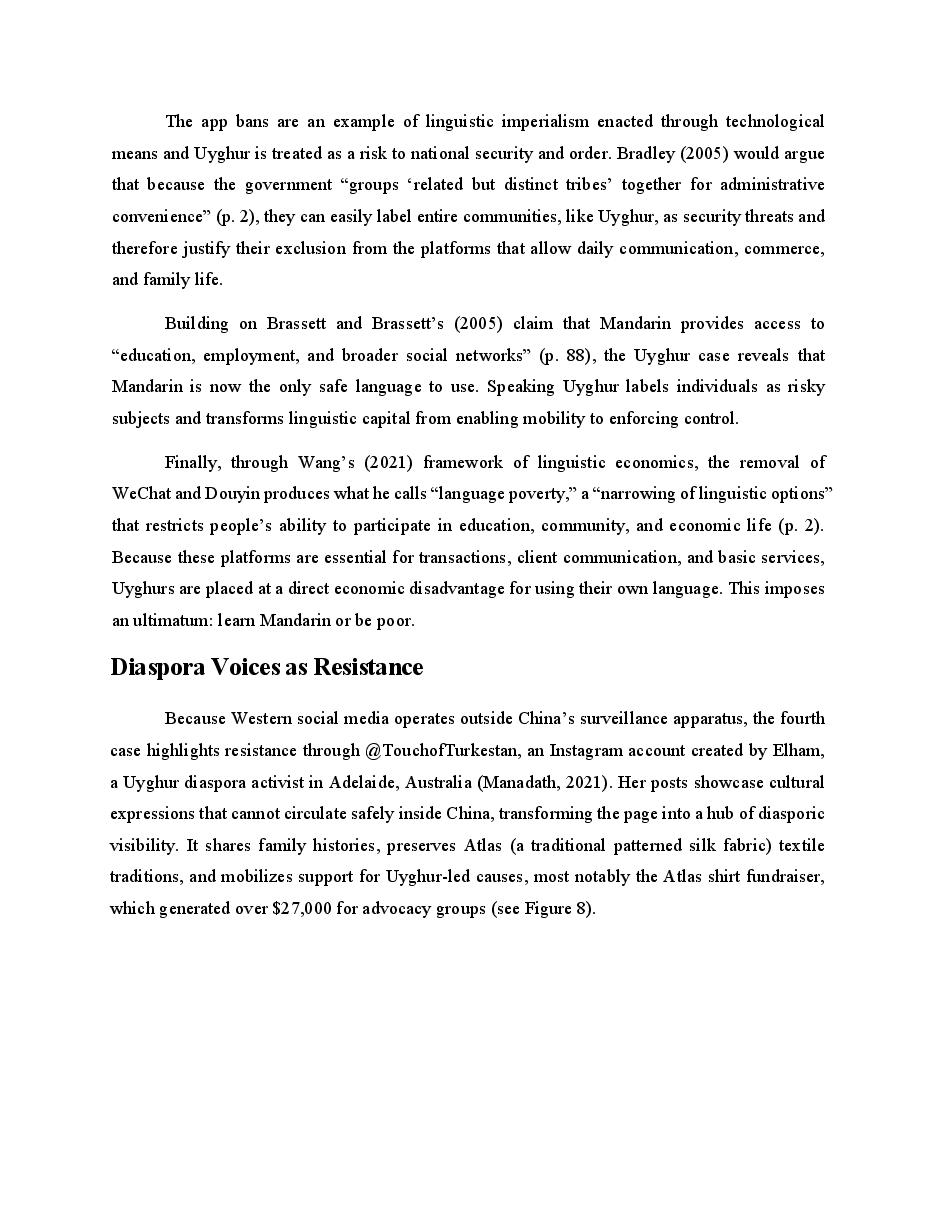 The app bans are an example of linguistic imperialism enacted through technological
means and Uyghur is treated as a risk to national security and order. Bradley (2005) would argue
that because the government “groups ‘related but distinct tribes’ together for administrative
convenience” (p. 2), they can easily label entire communities, like Uyghur, as security threats and
therefore justify their exclusion from the platforms that allow daily communication, commerce,
and family life.
Building on Brassett and Brassett’s (2005) claim that Mandarin provides access to
“education, employment, and broader social networks” (p. 88), the Uyghur case reveals that
Mandarin is now the only safe language to use. Speaking Uyghur labels individuals as risky
subjects and transforms linguistic capital from enabling mobility to enforcing control.
Finally, through Wang’s (2021) framework of linguistic economics, the removal of
WeChat and Douyin produces what he calls “language poverty,” a “narrowing of linguistic options”
that restricts people’s ability to participate in education, community, and economic life (p. 2).
Because these platforms are essential for transactions, client communication, and basic services,
Uyghurs are placed at a direct economic disadvantage for using their own language. This imposes
an ultimatum: learn Mandarin or be poor.
Diaspora Voices as Resistance
Because Western social media operates outside China’s surveillance apparatus, the fourth
case highlights resistance through @TouchofTurkestan, an Instagram account created by Elham,
a Uyghur diaspora activist in Adelaide, Australia (Manadath, 2021). Her posts showcase cultural
expressions that cannot circulate safely inside China, transforming the page into a hub of diasporic
visibility. It shares family histories, preserves Atlas (a traditional patterned silk fabric) textile
traditions, and mobilizes support for Uyghur-led causes, most notably the Atlas shirt fundraiser,
which generated over $27,000 for advocacy groups (see Figure 8).